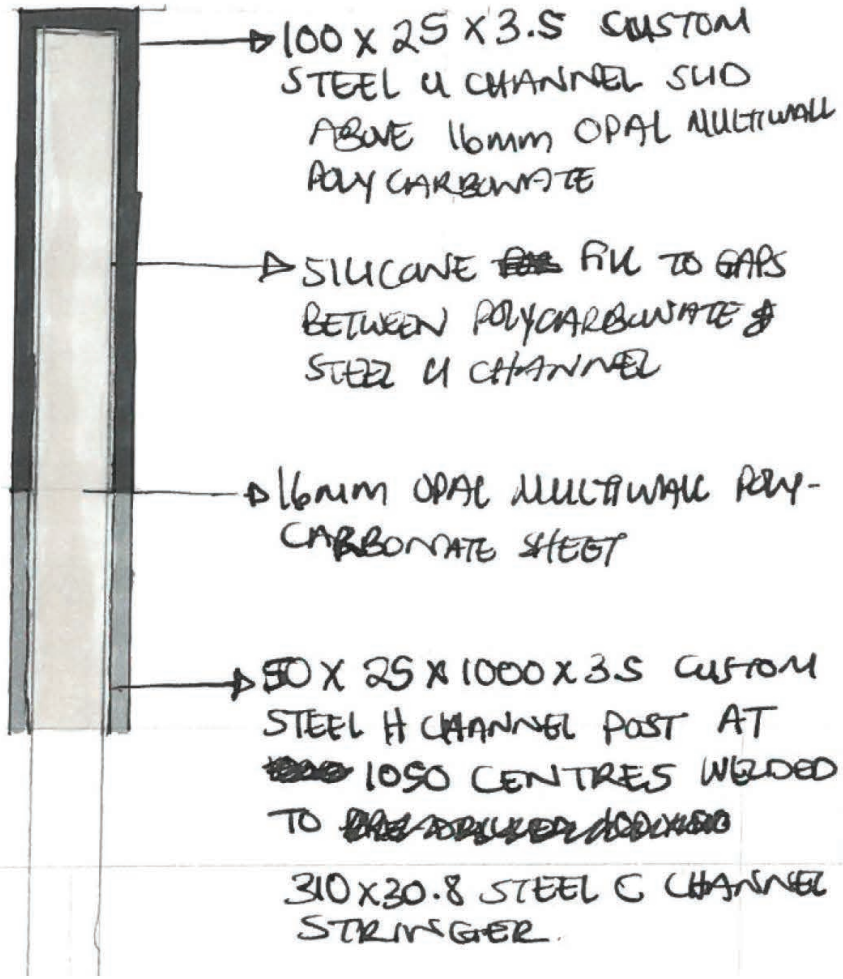 100 x 25 x 3.5 CUSTOM
STEEL U CHANNEL SLID
ABOVE 16mm OPAL MULTIWALL
POLYCARBONATE
SILICONE FILL TO GAPS
BETWEEN POLYCARBONATE &
STEEL U CHANNEL
16mm OPAL MULTIWALL POLY-
CARBONATE SHEET
50 X 25 X 1000 X 3.5 CUSTOM
STEEL H CHANNEL POST AT
1050 CENTRES WELDED
TO
310 x 30.8 STEEL C CHANNEL
STRINGER.